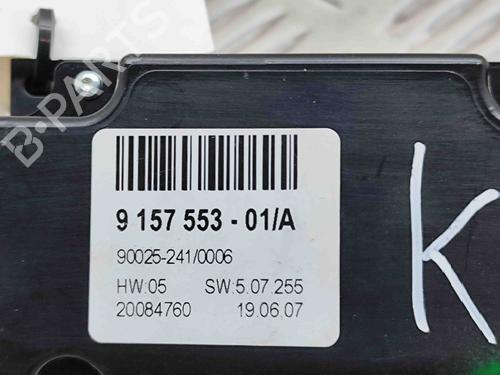 B-PARTS
9 157 553 - 01/A
90025-241/0006
HW:05 SW:5.07.255
20084760 19.06.07
K